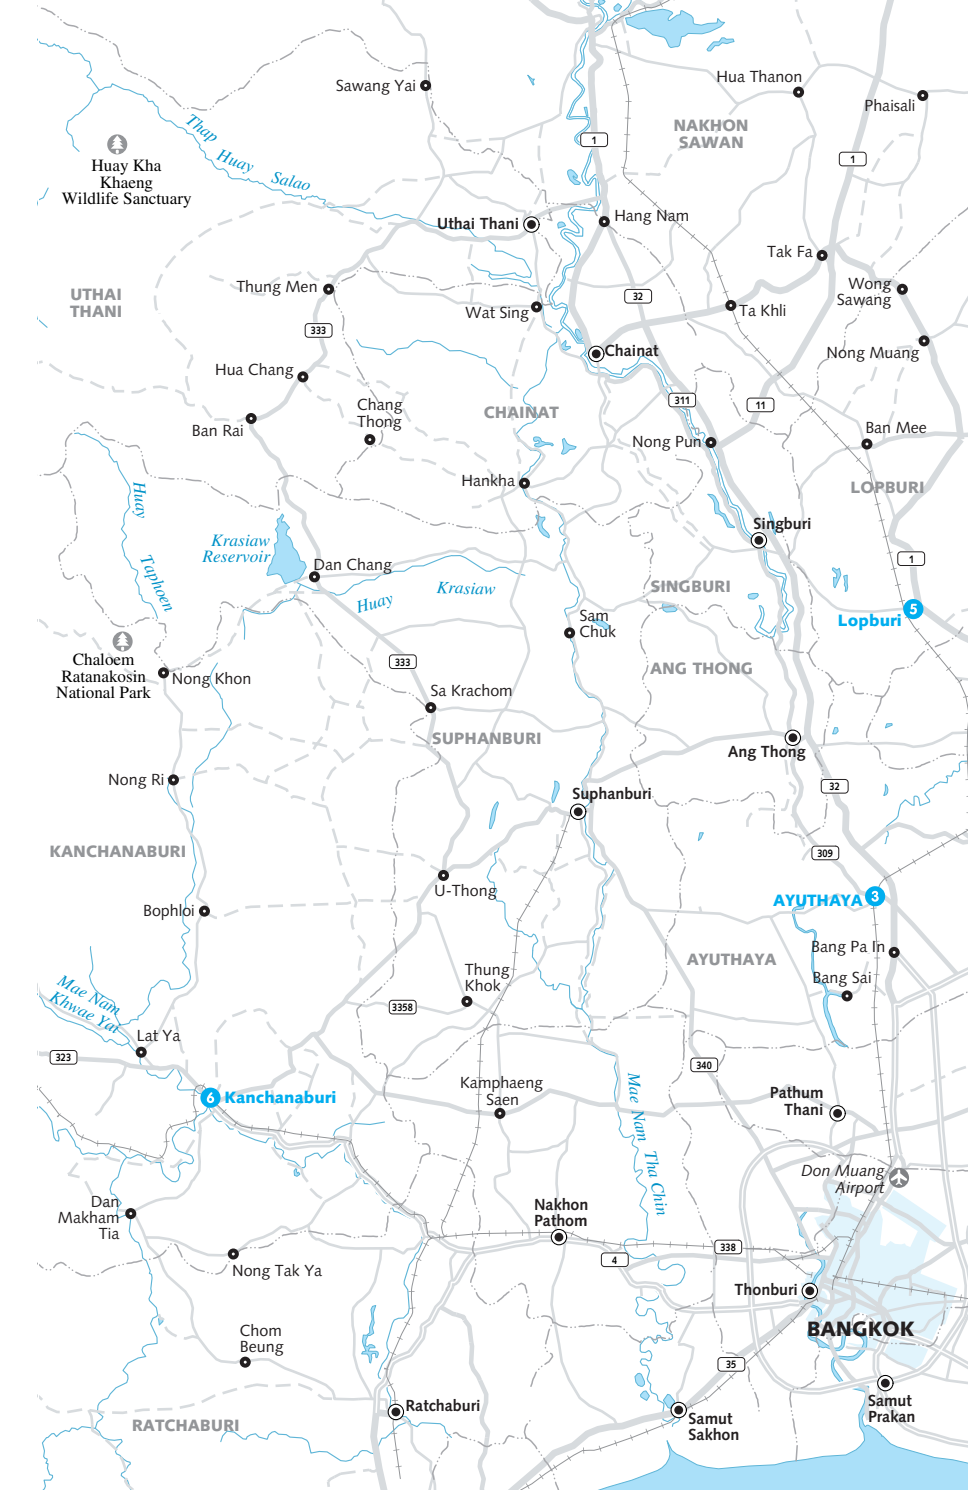 Sawang Yai
Hua Thanon
Phaisali
NAKHON
SAWAN
Thap Huay Salao
Huay Kha
Khaeng
Wildlife Sanctuary
1
1
Uthai Thani
Hang Nam
Tak Fa
UTHAI
THANI
Thung Men
32
Wong
Sawang
Wat Sing
Ta Khli
333
Chainat
Nong Muang
Hua Chang
311
11
Chang
Thong
CHAINAT
Ban Rai
Nong Pun
Ban Mee
Hankha
LOPBURI
Huay Taphoen
Krasiaw
Reservoir
Singburi
Dan Chang
1
Huay Krasiaw
SINGBURI
5
Lopburi
Sam
Chuk
Chaloem
Ratanakosin
National Park
333
ANG THONG
Nong Khon
Sa Krachom
SUPHANBURI
Ang Thong
Nong Ri
Suphanburi
32
KANCHANABURI
309
U-Thong
AYUTHAYA
3
Bophloi
Bang Pa In
AYUTHAYA
Thung
Khok
Bang Sai
Mae Nam
Khwae Yai
3358
Lat Ya
323
340
Kamphaeng
Saen
6
Kanchanaburi
Pathum
Thani
Mae Nam Tha Chin
Don Muang
Airport
Dan
Makham
Tia
Nakhon
Pathom
338
4
Nong Tak Ya
Thonburi
BANGKOK
Chom
Beung
35
Ratchaburi
Samut
Prakan
RATCHABURI
Samut
Sakhon